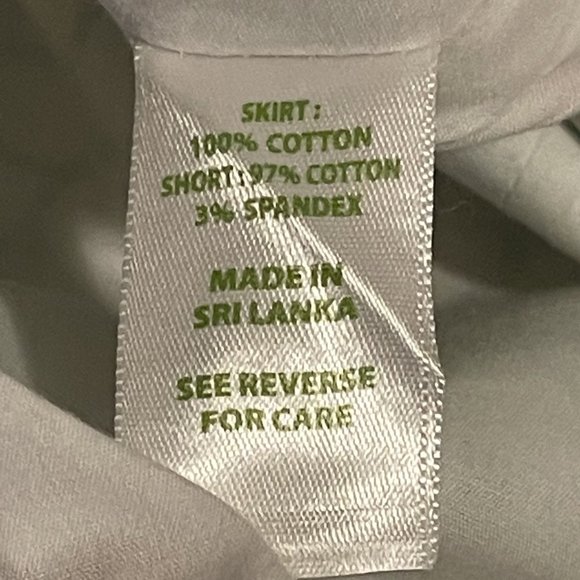 SKIRT:
100% COTTON
SHORT: 97% COTTON
3% SPANDEX
MADE IN
SRI LANKA
SEE REVERSE
FOR CARE